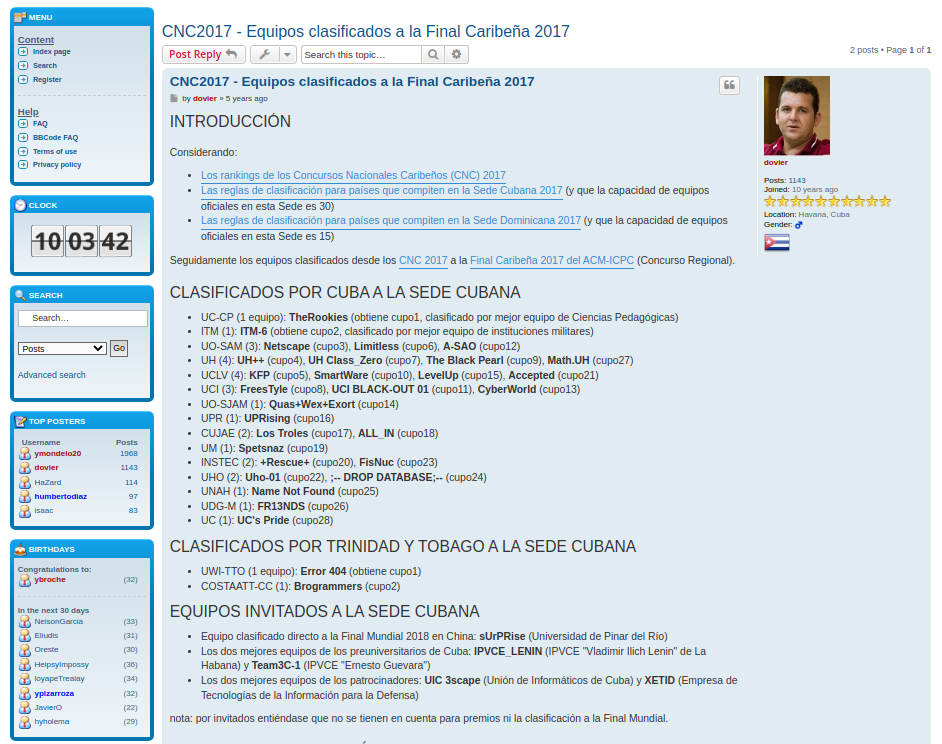 MENU
Content
Index page
Search
Register
Help
FAQ
BBCode FAQ
Terms of use
Privacy policy
CLOCK
10 03 42
SEARCH
Search…
Posts Go
Advanced search
TOP POSTERS
Username Posts
ymondelo20 1968
dovier 1143
HaZard 114
humbertodiaz 97
isaac 83
BIRTHDAYS
Congratulations to:
ybroche (32)
In the next 30 days
NelsonGarcia (33)
Eliudis (31)
Oreste (30)
HeipsyImpossy (36)
loyapeTrealay (34)
ypizarroza (32)
JavierO (22)
hyholema (29)
CNC2017 - Equipos clasificados a la Final Caribeña 2017
Post Reply Search this topic… 2 posts • Page 1 of 1
CNC2017 - Equipos clasificados a la Final Caribeña 2017
by dovier » 5 years ago
INTRODUCCIÓN
Considerando:
Los rankings de los Concursos Nacionales Caribeños (CNC) 2017
Las reglas de clasificación para países que compiten en la Sede Cubana 2017 (y que la capacidad de equipos
oficiales en esta Sede es 30)
Las reglas de clasificación para países que compiten en la Sede Dominicana 2017 (y que la capacidad de equipos
oficiales en esta Sede es 15)
Seguidamente los equipos clasificados desde los CNC 2017 a la Final Caribeña 2017 del ACM-ICPC (Concurso Regional).
CLASIFICADOS POR CUBA A LA SEDE CUBANA
UC-CP (1 equipo): TheRookies (obtiene cupo1, clasificado por mejor equipo de Ciencias Pedagógicas)
ITM (1): ITM-6 (obtiene cupo2, clasificado por mejor equipo de instituciones militares)
UO-SAM (3): Netscape (cupo3), Limitless (cupo6), A-SAO (cupo12)
UH (4): UH++ (cupo4), UH Class_Zero (cupo7), The Black Pearl (cupo9), Math.UH (cupo27)
UCLV (4): KFP (cupo5), SmartWare (cupo10), LevelUp (cupo15), Accepted (cupo21)
UCI (3): FreesTyle (cupo8), UCI BLACK-OUT 01 (cupo11), CyberWorld (cupo13)
UO-SJAM (1): Quas+Wex+Exort (cupo14)
UPR (1): UPRising (cupo16)
CUJAE (2): Los Troles (cupo17), ALL_IN (cupo18)
UM (1): Spetsnaz (cupo19)
INSTEC (2): +Rescue+ (cupo20), FisNuc (cupo23)
UHO (2): Uho-01 (cupo22), ;-- DROP DATABASE;-- (cupo24)
UNAH (1): Name Not Found (cupo25)
UDG-M (1): FR13NDS (cupo26)
UC (1): UC's Pride (cupo28)
CLASIFICADOS POR TRINIDAD Y TOBAGO A LA SEDE CUBANA
UWI-TTO (1 equipo): Error 404 (obtiene cupo1)
COSTAATT-CC (1): Brogrammers (cupo2)
EQUIPOS INVITADOS A LA SEDE CUBANA
Equipo clasificado directo a la Final Mundial 2018 en China: sUrPRise (Universidad de Pinar del Río)
Los dos mejores equipos de los preuniversitarios de Cuba: IPVCE_LENIN (IPVCE "Vladimir Ilich Lenin" de La
Habana) y Team3C-1 (IPVCE "Ernesto Guevara")
Los dos mejores equipos de los patrocinadores: UIC 3scape (Unión de Informáticos de Cuba) y XETID (Empresa de
Tecnologías de la Información para la Defensa)
nota: por invitados entiéndase que no se tienen en cuenta para premios ni la clasificación a la Final Mundial.
dovier
Posts: 1143
Joined: 10 years ago
Location: Havana, Cuba
Gender: